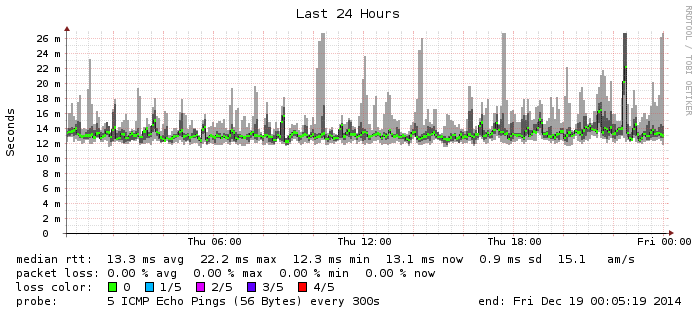 Last 24 Hours
RRDTOOL / TOBI OETIKER
Seconds
26 m
24 m
22 m
20 m
18 m
16 m
14 m
12 m
10 m
8 m
6 m
4 m
2 m
0
Thu 06:00 Thu 12:00 Thu 18:00 Fri 00:00
median rtt: 13.3 ms avg 22.2 ms max 12.3 ms min 13.1 ms now 0.9 ms sd 15.1 am/s
packet loss: 0.00 % avg 0.00 % max 0.00 % min 0.00 % now
loss color: 0 1/5 2/5 3/5 4/5
probe: 5 ICMP Echo Pings (56 Bytes) every 300s end: Fri Dec 19 00:05:19 2014